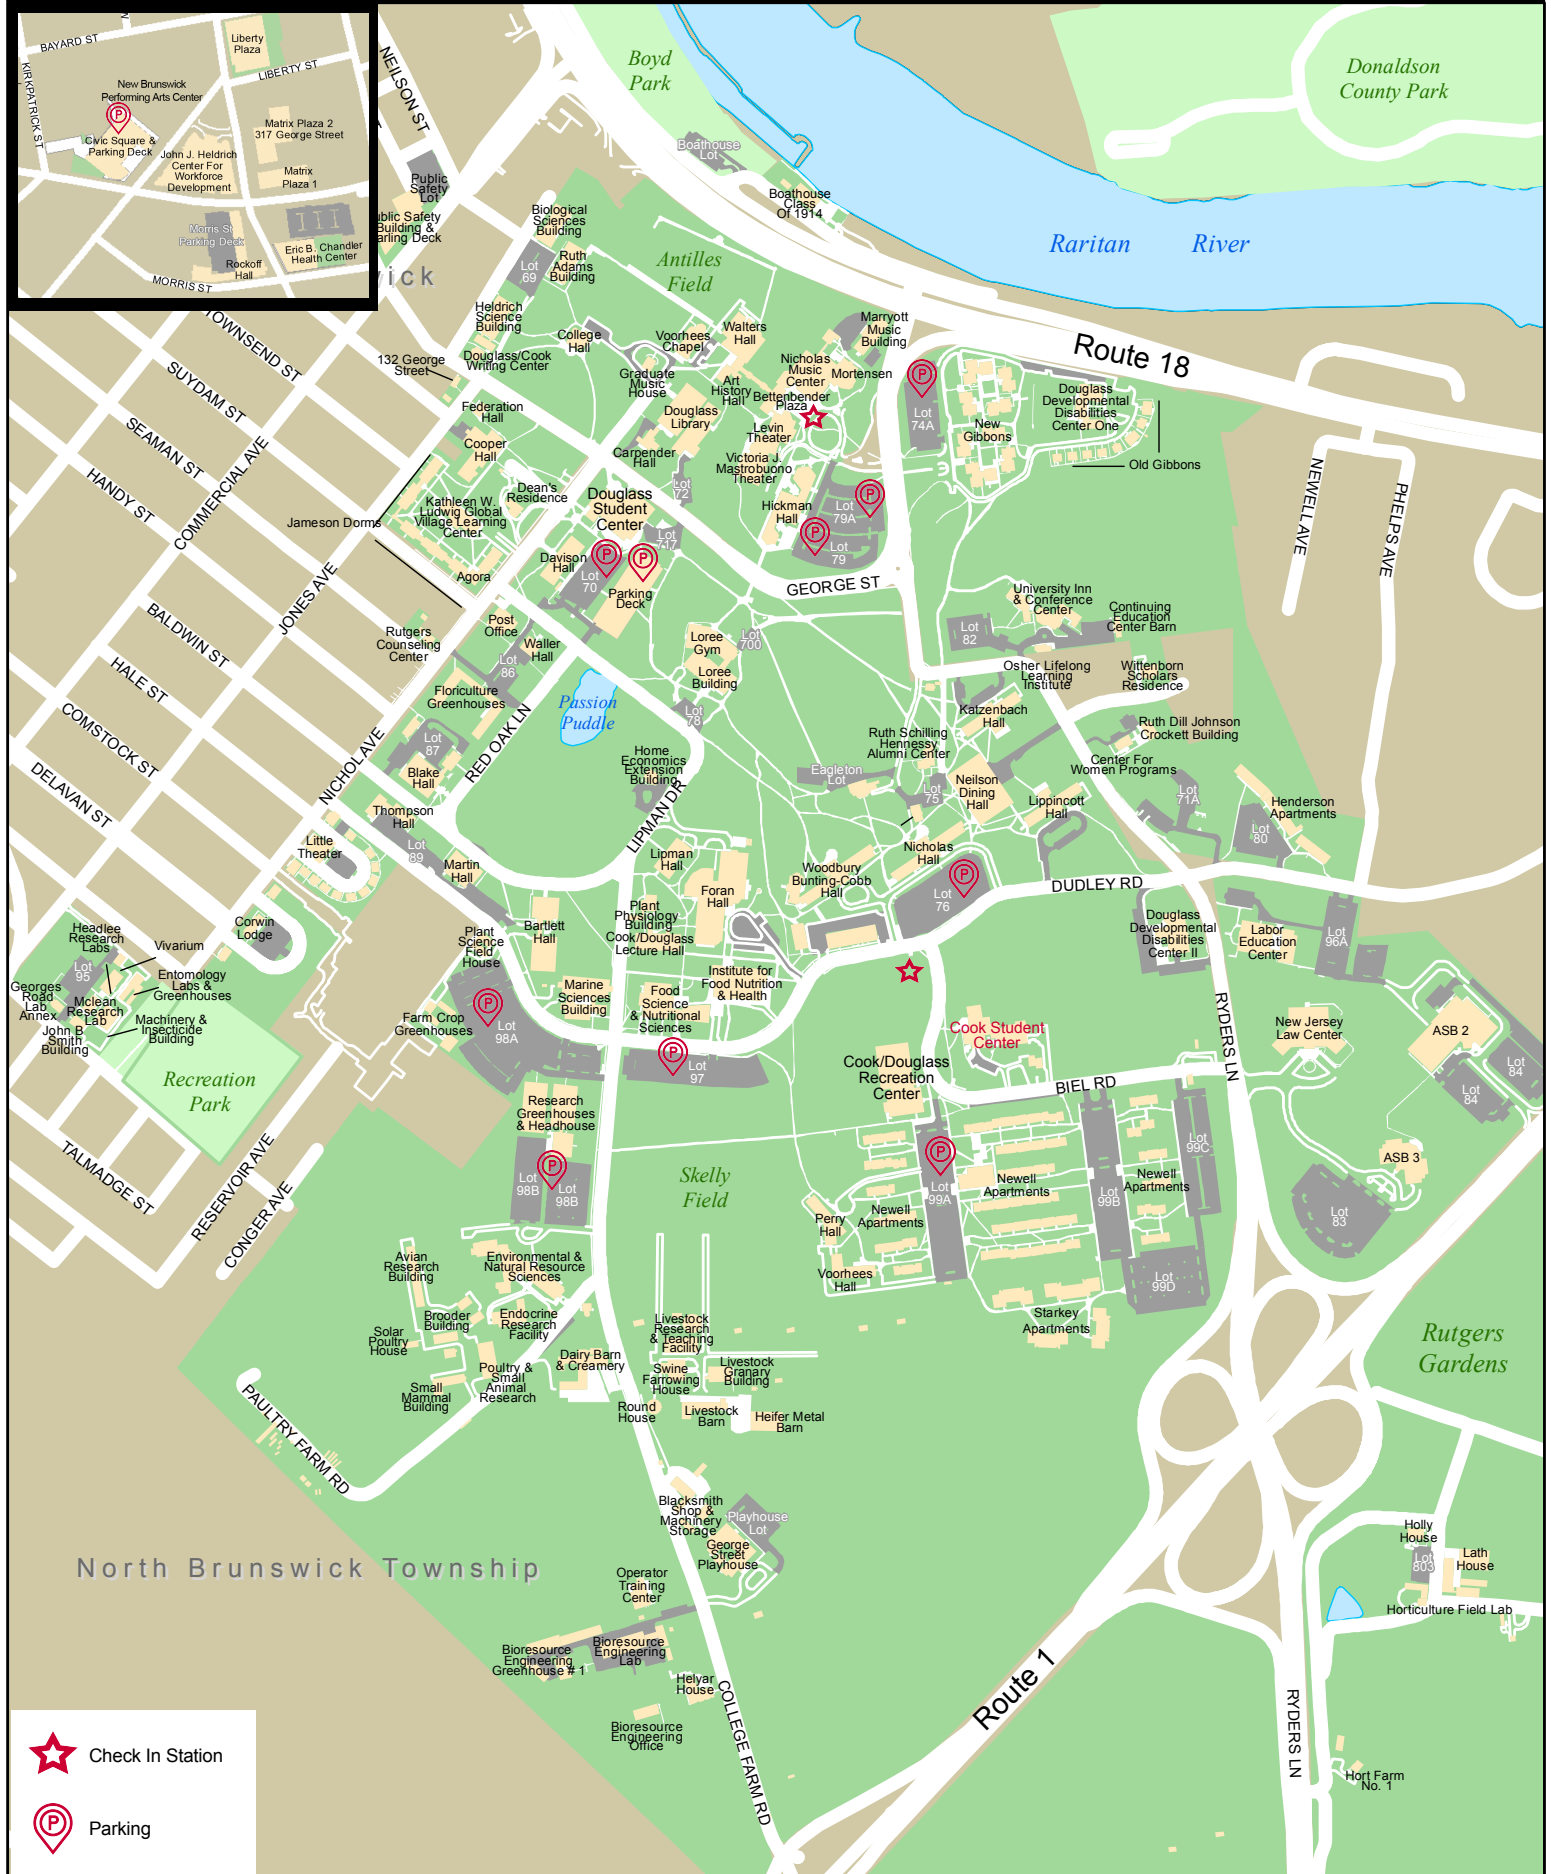 BAYARD ST
KIRKPATRICK ST
Liberty
Plaza
LIBERTY ST
New Brunswick
Performing Arts Center
P
Civic Square &
Parking Deck
John J. Heldrich
Center For
Workforce
Development
Matrix Plaza 2
317 George Street
Matrix
Plaza 1
Morris St
Parking Deck
Rockoff
Hall
Eric B. Chandler
Health Center
MORRIS ST
NEILSON ST
Public
Safety
Lot
ublic Safety
Building &
arling Deck
ick
Boyd
Park
Donaldson
County Park
Raritan River
Boathouse
Lot
Boathouse
Class
Of 1914
Route 18
Biological
Sciences
Building
Lot
69
Ruth
Adams
Building
Antilles
Field
Heldrich
Science
Building
College
Hall
Voorhees
Chapel
Walters
Hall
Marryott
Music
Building
132 George
Street
Douglass/Cook
Writing Center
Graduate
Music
House
Art
History
Hall
Nicholas
Music
Center
Mortensen
Bettenbender
Plaza
Federation
Hall
Douglass
Library
Levin
Theater
P
Lot
74A
New
Gibbons
Douglass
Developmental
Disabilities
Center One
Old Gibbons
Cooper
Hall
Carpenter
Hall
Victoria J.
Mastrobuono
Theater
Lot
72
Dean's
Residence
Kathleen W.
Ludwig Global
Village Learning
Center
Douglass
Student
Center
Hickman
Hall
P
Lot
79A
P
Lot
79
Jameson Dorms
Lot
717
Davison
Hall
P
Lot
70
P
Parking
Deck
Agora
GEORGE ST
TOWNSEND ST
SUYDAM ST
SEAMAN ST
HANDY ST
COMMERCIAL AVE
JONES AVE
BALDWIN ST
HALE ST
COMSTOCK ST
DELAVAN ST
NICHOL AVE
NEWELL AVE
PHELPS AVE
Post
Office
Waller
Hall
Rutgers
Counseling
Center
Lot
86
Loree
Gym
Lot
700
Loree
Building
Lot
78
Floriculture
Greenhouses
RED OAK LN
Passion
Puddle
Lot
87
Blake
Hall
Home
Economics
Extension
Building
LIPMAN DR
University Inn
& Conference
Center
Continuing
Education
Center Barn
Lot
82
Osher Lifelong
Learning
Institute
Wittenborn
Scholars
Residence
Katzenbach
Hall
Ruth Dill Johnson
Crockett Building
Ruth Schilling
Hennessy
Alumni Center
Center For
Women Programs
Eagleton
Lot
Lot
75
Neilson
Dining
Hall
Lippincott
Hall
Lot
71A
Lot
80
Henderson
Apartments
Thompson
Hall
Little
Theater
Lot
89
Martin
Hall
Lipman
Hall
Foran
Hall
Woodbury
Bunting-Cobb
Hall
Nicholas
Hall
P
Lot
76
DUDLEY RD
Plant
Physiology
Building
Cook/Douglass
Lecture Hall
Bartlett
Hall
Plant
Science
Field
House
Douglass
Developmental
Disabilities
Center II
Labor
Education
Center
Lot
96A
Corwin
Lodge
Headlee
Research
Labs
Vivarium
Lot
95
Entomology
Labs &
Greenhouses
Georges
Road
Lab
Annex
Mclean
Research
Lab
Machinery &
Insecticide
Building
John B
Smith
Building
Recreation
Park
Farm Crop
Greenhouses
P
Lot
98A
Marine
Sciences
Building
Food
Science
& Nutritional
Sciences
Institute for
Food Nutrition
& Health
P
Lot
97
Cook Student
Center
Cook/Douglass
Recreation
Center
BIEL RD
RYDERS LN
New Jersey
Law Center
ASB 2
Lot
84
Lot
84
ASB 3
Lot
83
Research
Greenhouses
& Headhouse
P
Lot
98B
Lot
98B
Skelly
Field
P
Lot
99A
Newell
Apartments
Newell
Apartments
Newell
Apartments
Lot
99B
Lot
99C
Lot
99D
Perry
Hall
Voorhees
Hall
Starkey
Apartments
TALMADGE ST
RESERVOIR AVE
CONGER AVE
Avian
Research
Building
Environmental &
Natural Resource
Sciences
Brooder
Building
Endocrine
Research
Facility
Solar
Poultry
House
Small
Mammal
Building
Poultry &
Small
Animal
Research
Dairy Barn
& Creamery
Livestock
Research
& Teaching
Facility
Swine
Farrowing
House
Livestock
Granary
Building
Round
House
Livestock
Barn
Heifer Metal
Barn
PAULTRY FARM RD
Rutgers
Gardens
Blacksmith
Shop &
Machinery
Storage
Playhouse
Lot
George
Street
Playhouse
North Brunswick Township
Operator
Training
Center
Bioresource
Engineering
Greenhouse # 1
Bioresource
Engineering
Lab
Helyar
House
Bioresource
Engineering
Office
COLLEGE FARM RD
Route 1
RYDERS LN
Holly
House
Lot
803
Lath
House
Horticulture Field Lab
Hort Farm
No. 1
Check In Station
P
Parking